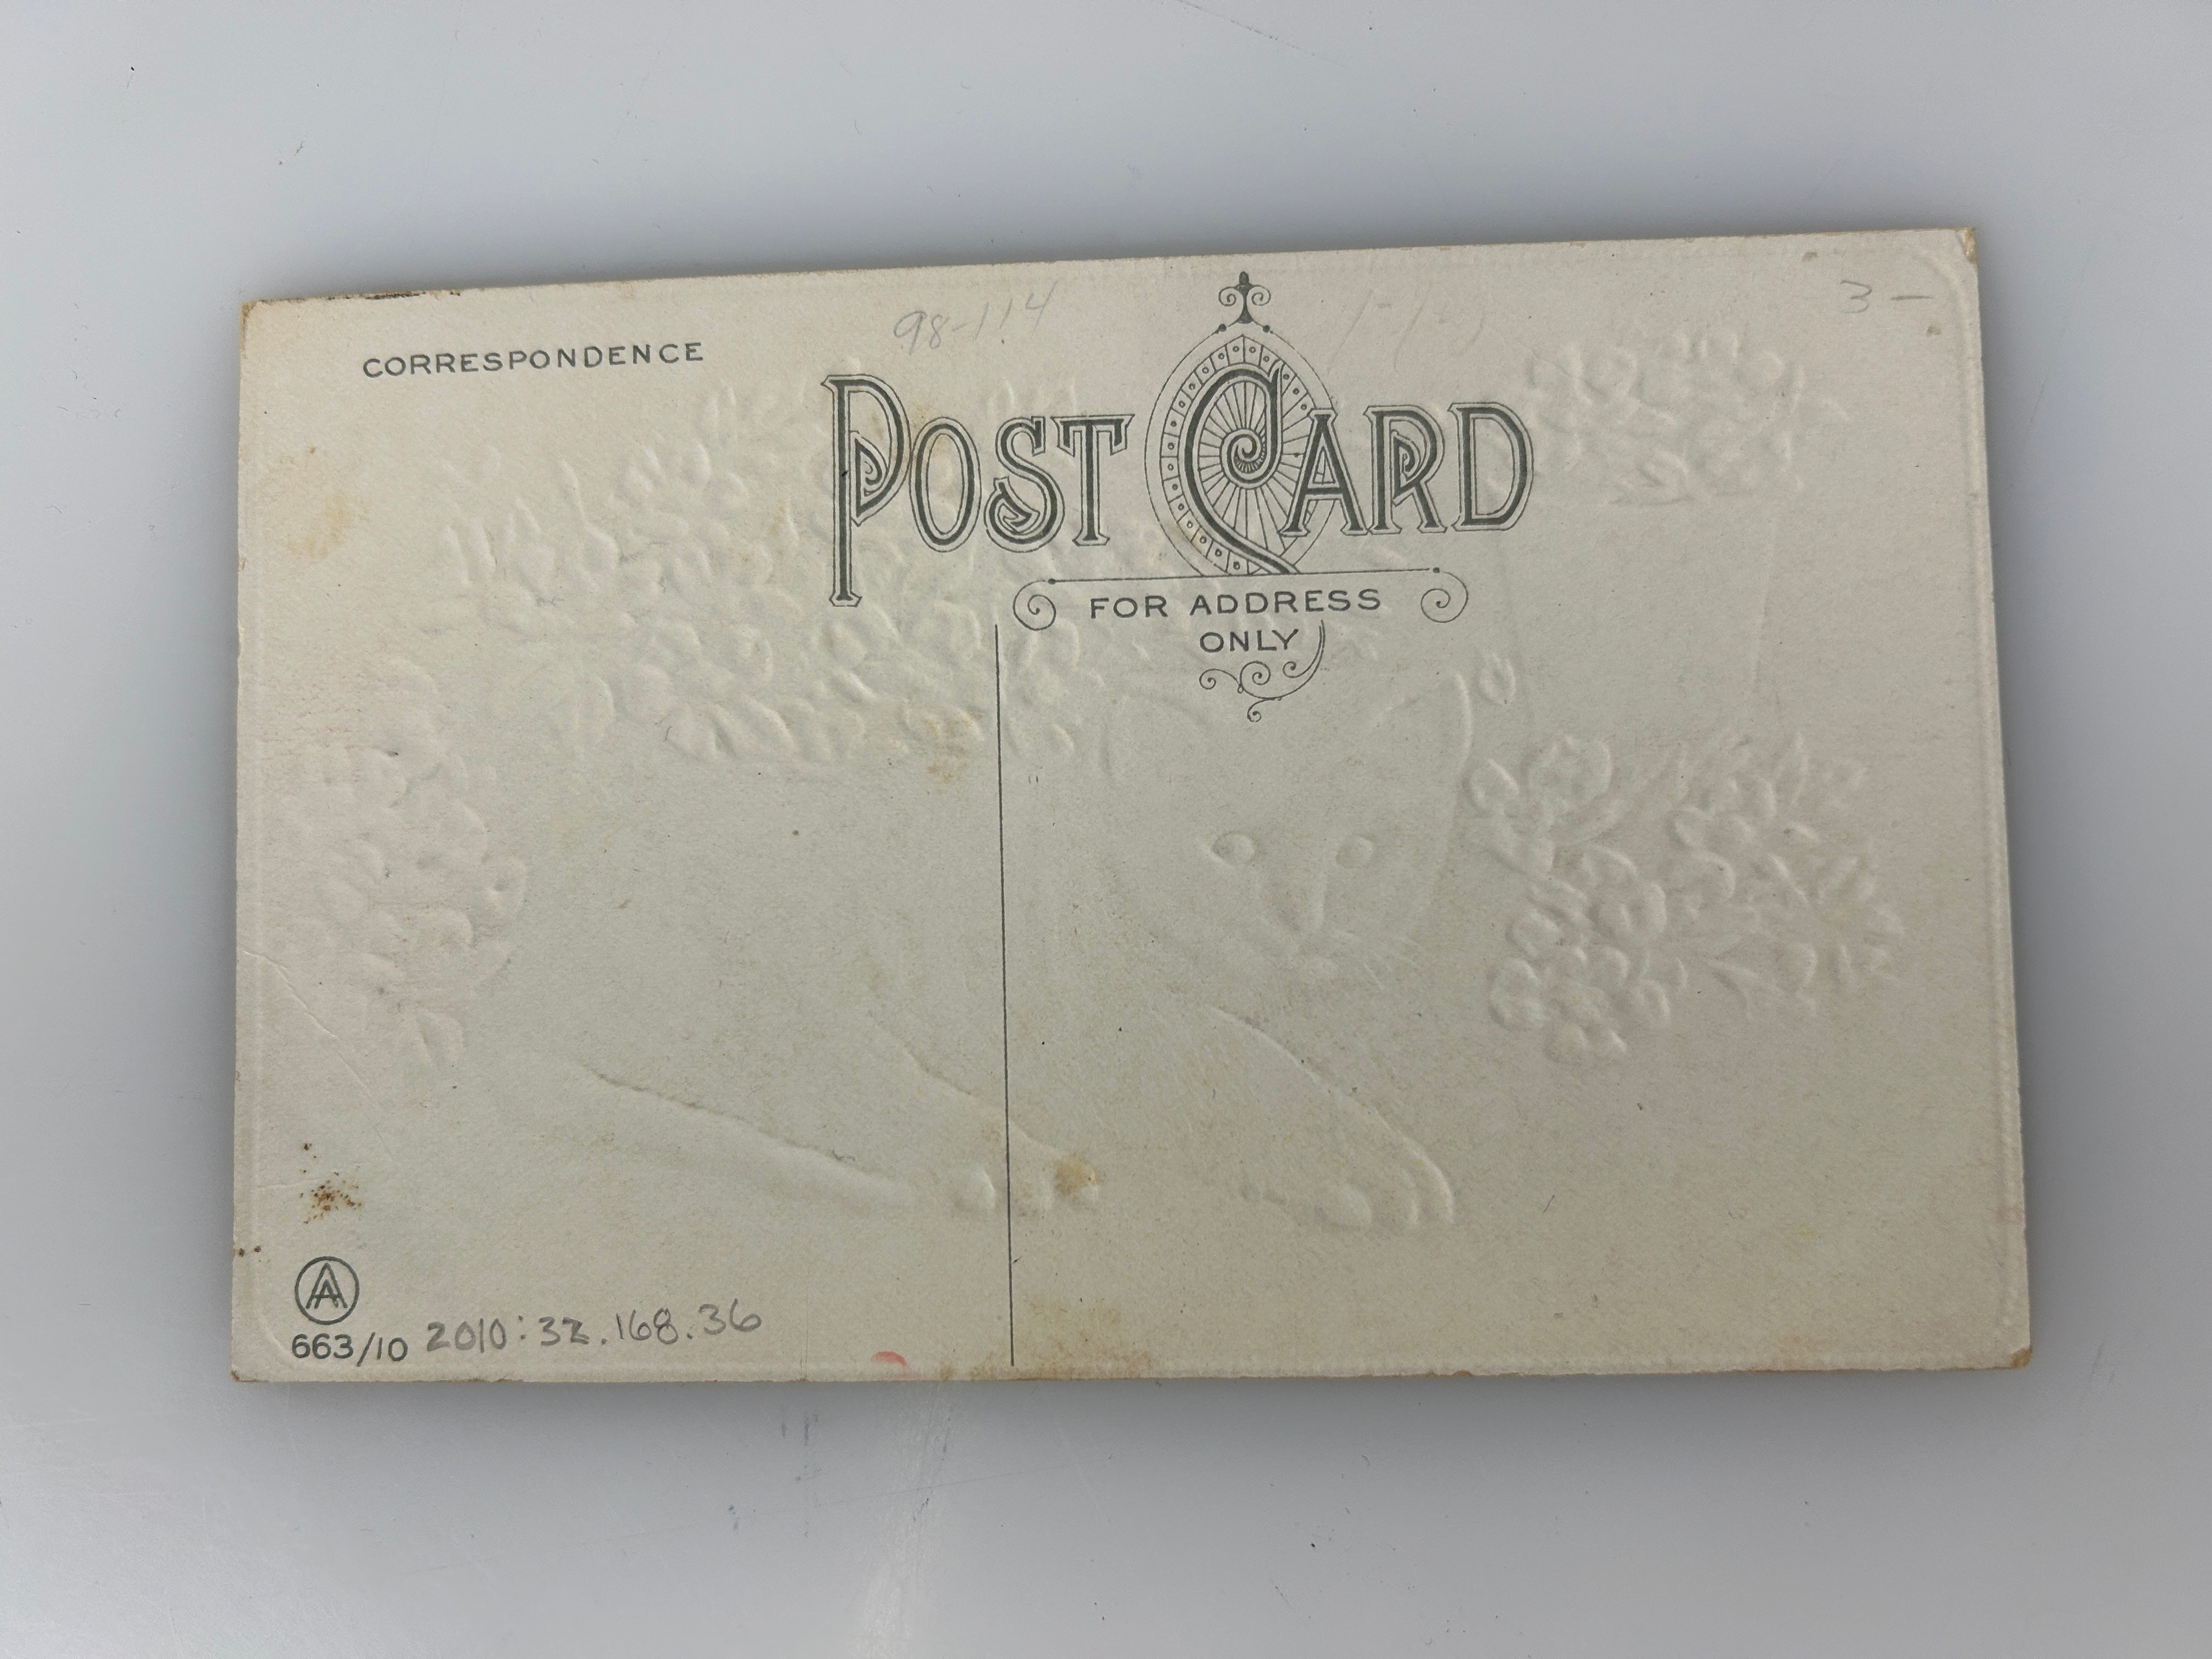 98-114
3-
CORRESPONDENCE
POST CARD
FOR ADDRESS
ONLY
A
663/10 2010:32.168.36